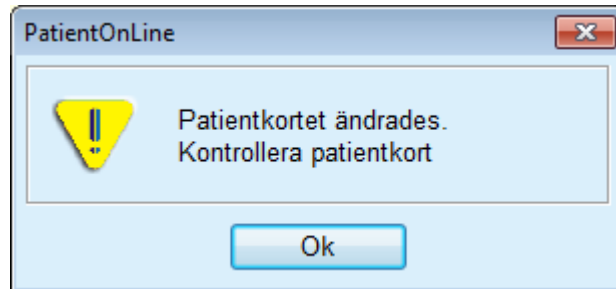 PatientOnLine
Patientkortet ändrades.
Kontrollera patientkort
Ok